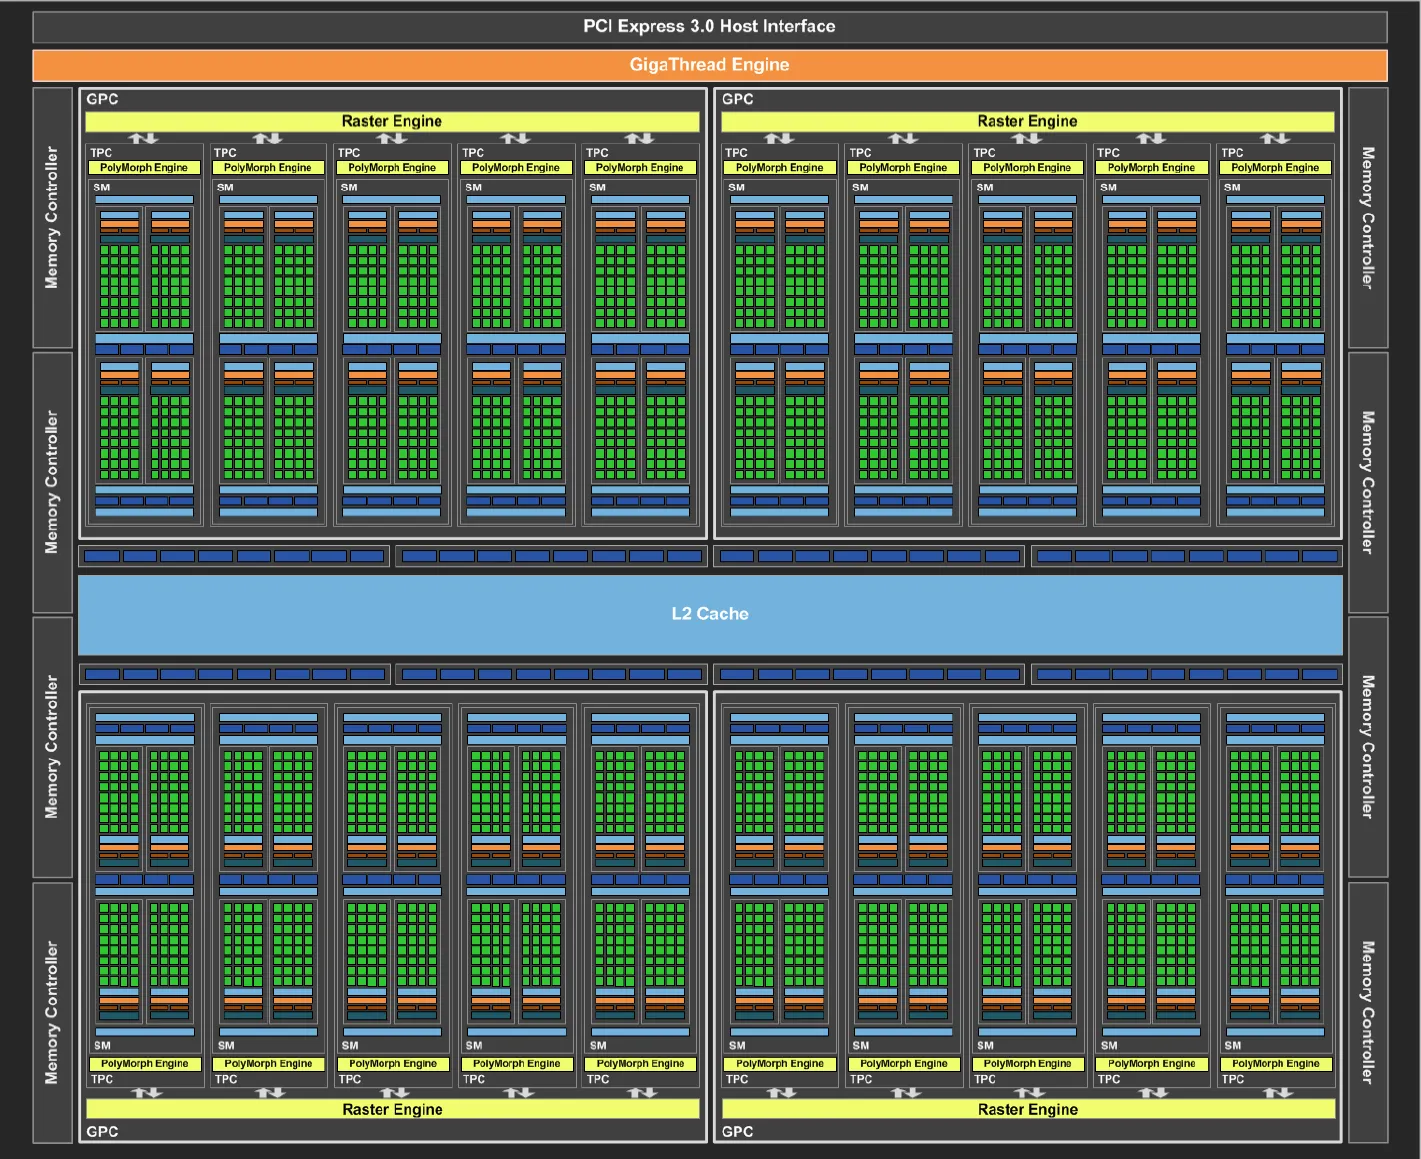 PCI Express 3.0 Host Interface
GigaThread Engine
Memory Controller
Memory Controller
Memory Controller
Memory Controller
GPC
Raster Engine
TPC TPC TPC TPC TPC
PolyMorph Engine PolyMorph Engine PolyMorph Engine PolyMorph Engine PolyMorph Engine
SM SM SM SM SM
GPC
Raster Engine
TPC TPC TPC TPC TPC
PolyMorph Engine PolyMorph Engine PolyMorph Engine PolyMorph Engine PolyMorph Engine
SM SM SM SM SM
L2 Cache
SM SM SM SM SM
PolyMorph Engine PolyMorph Engine PolyMorph Engine PolyMorph Engine PolyMorph Engine
TPC TPC TPC TPC TPC
Raster Engine
GPC
SM SM SM SM SM
PolyMorph Engine PolyMorph Engine PolyMorph Engine PolyMorph Engine PolyMorph Engine
TPC TPC TPC TPC TPC
Raster Engine
GPC
Memory Controller
Memory Controller
Memory Controller
Memory Controller